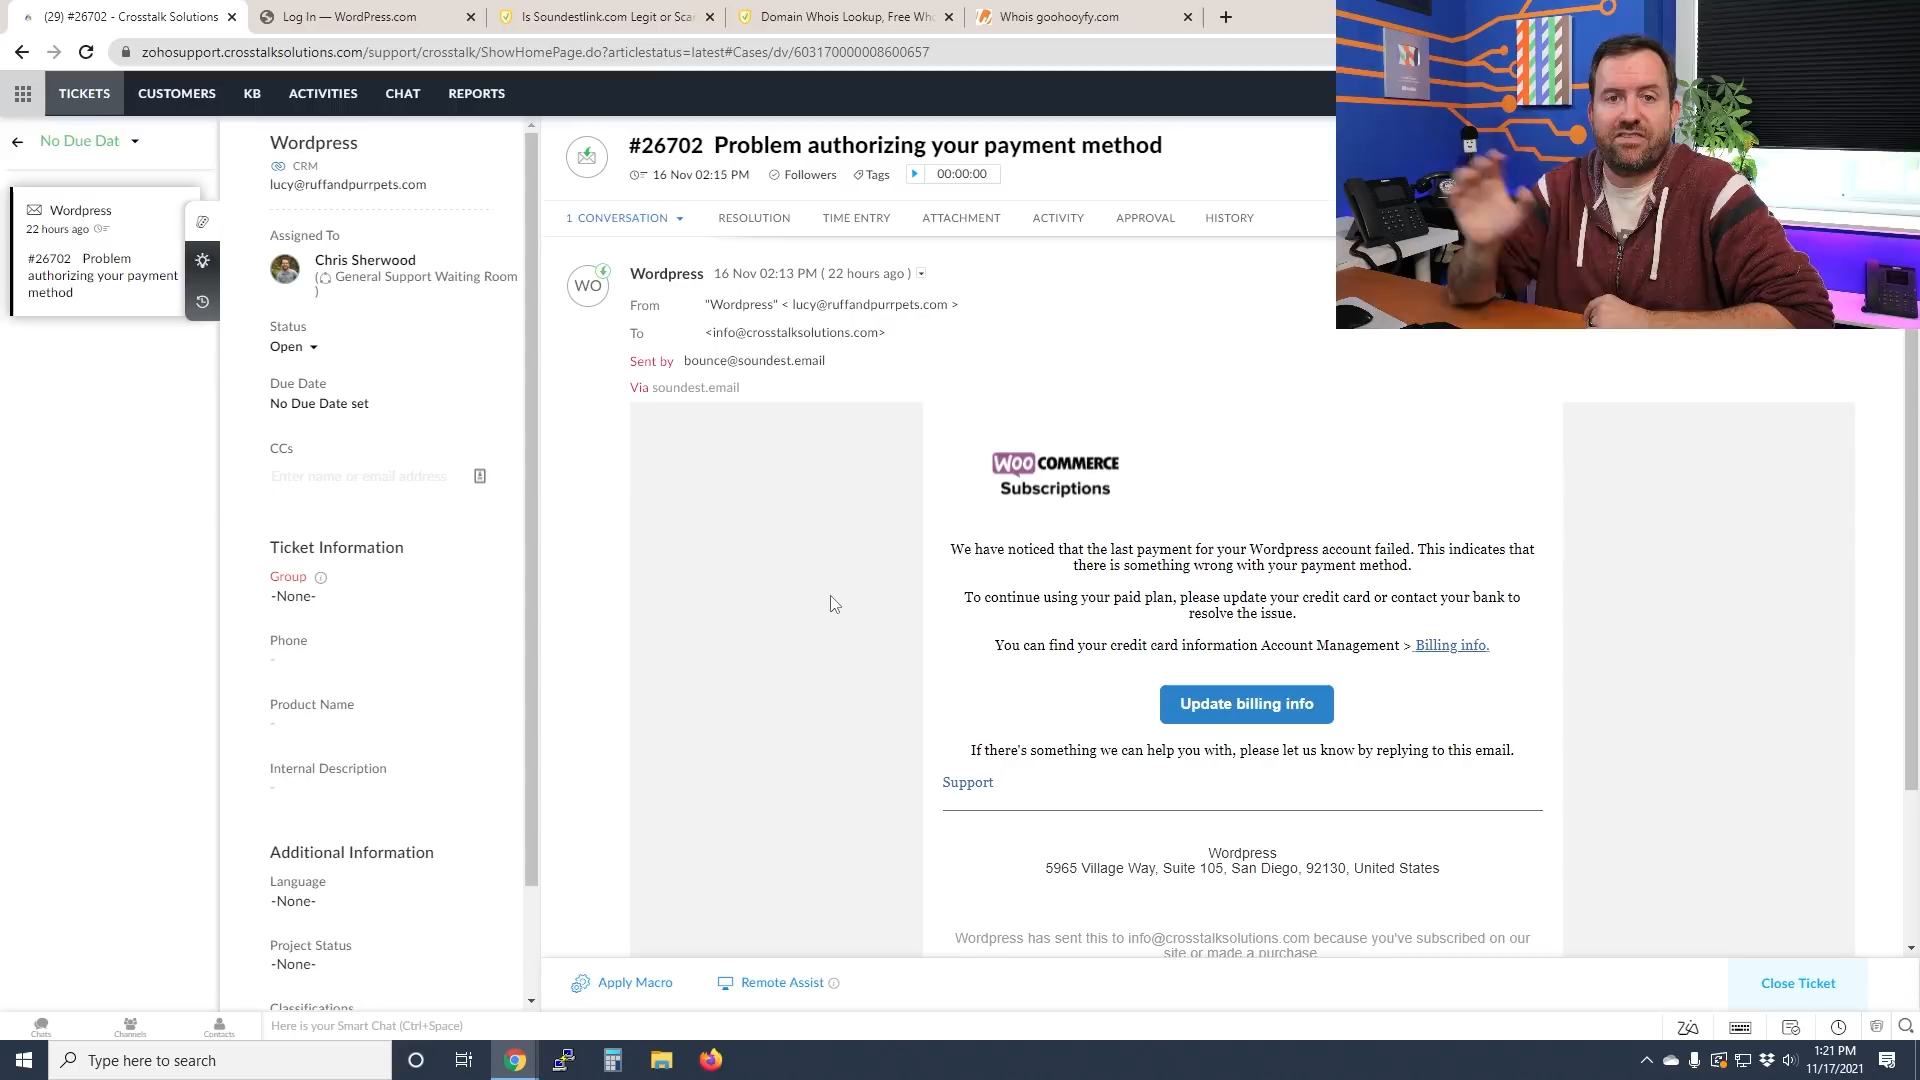 (29) #26702 - Crosstalk Solutions
Log In — WordPress.com
Is Soundestlink.com Legit or Sca
Domain Whois Lookup, Free Who
Whois goohooyfy.com
zohosupport.crosstalksolutions.com/support/crosstalk/ShowHomePage.do?articlestatus=latest#Cases/dv/603170000008600657
TICKETS
CUSTOMERS
KB
ACTIVITIES
CHAT
REPORTS
No Due Dat
Wordpress
22 hours ago
#26702 Problem
authorizing your payment
method
Wordpress
CRM
lucy@ruffandpurrpets.com
Assigned To
Chris Sherwood
( General Support Waiting Room
)
Status
Open
Due Date
No Due Date set
CCs
Enter name or email address
Ticket Information
Group
-None-
Phone
-
Product Name
-
Internal Description
-
Additional Information
Language
-None-
Project Status
-None-
Classifications
#26702 Problem authorizing your payment method
16 Nov 02:15 PM
Followers
Tags
00:00:00
1 CONVERSATION
RESOLUTION
TIME ENTRY
ATTACHMENT
ACTIVITY
APPROVAL
HISTORY
WO
Wordpress 16 Nov 02:13 PM ( 22 hours ago )
From "Wordpress" < lucy@ruffandpurrpets.com >
To <info@crosstalksolutions.com>
Sent by bounce@soundest.email
Via soundest.email
WOO COMMERCE
Subscriptions
We have noticed that the last payment for your Wordpress account failed. This indicates that
there is something wrong with your payment method.
To continue using your paid plan, please update your credit card or contact your bank to
resolve the issue.
You can find your credit card information Account Management > Billing info.
Update billing info
If there's something we can help you with, please let us know by replying to this email.
Support
Wordpress
5965 Village Way, Suite 105, San Diego, 92130, United States
Wordpress has sent this to info@crosstalksolutions.com because you've subscribed on our
site or made a purchase
Apply Macro
Remote Assist
Close Ticket
Chats
Channels
Contacts
Here is your Smart Chat (Ctrl+Space)
Type here to search
1:21 PM
11/17/2021